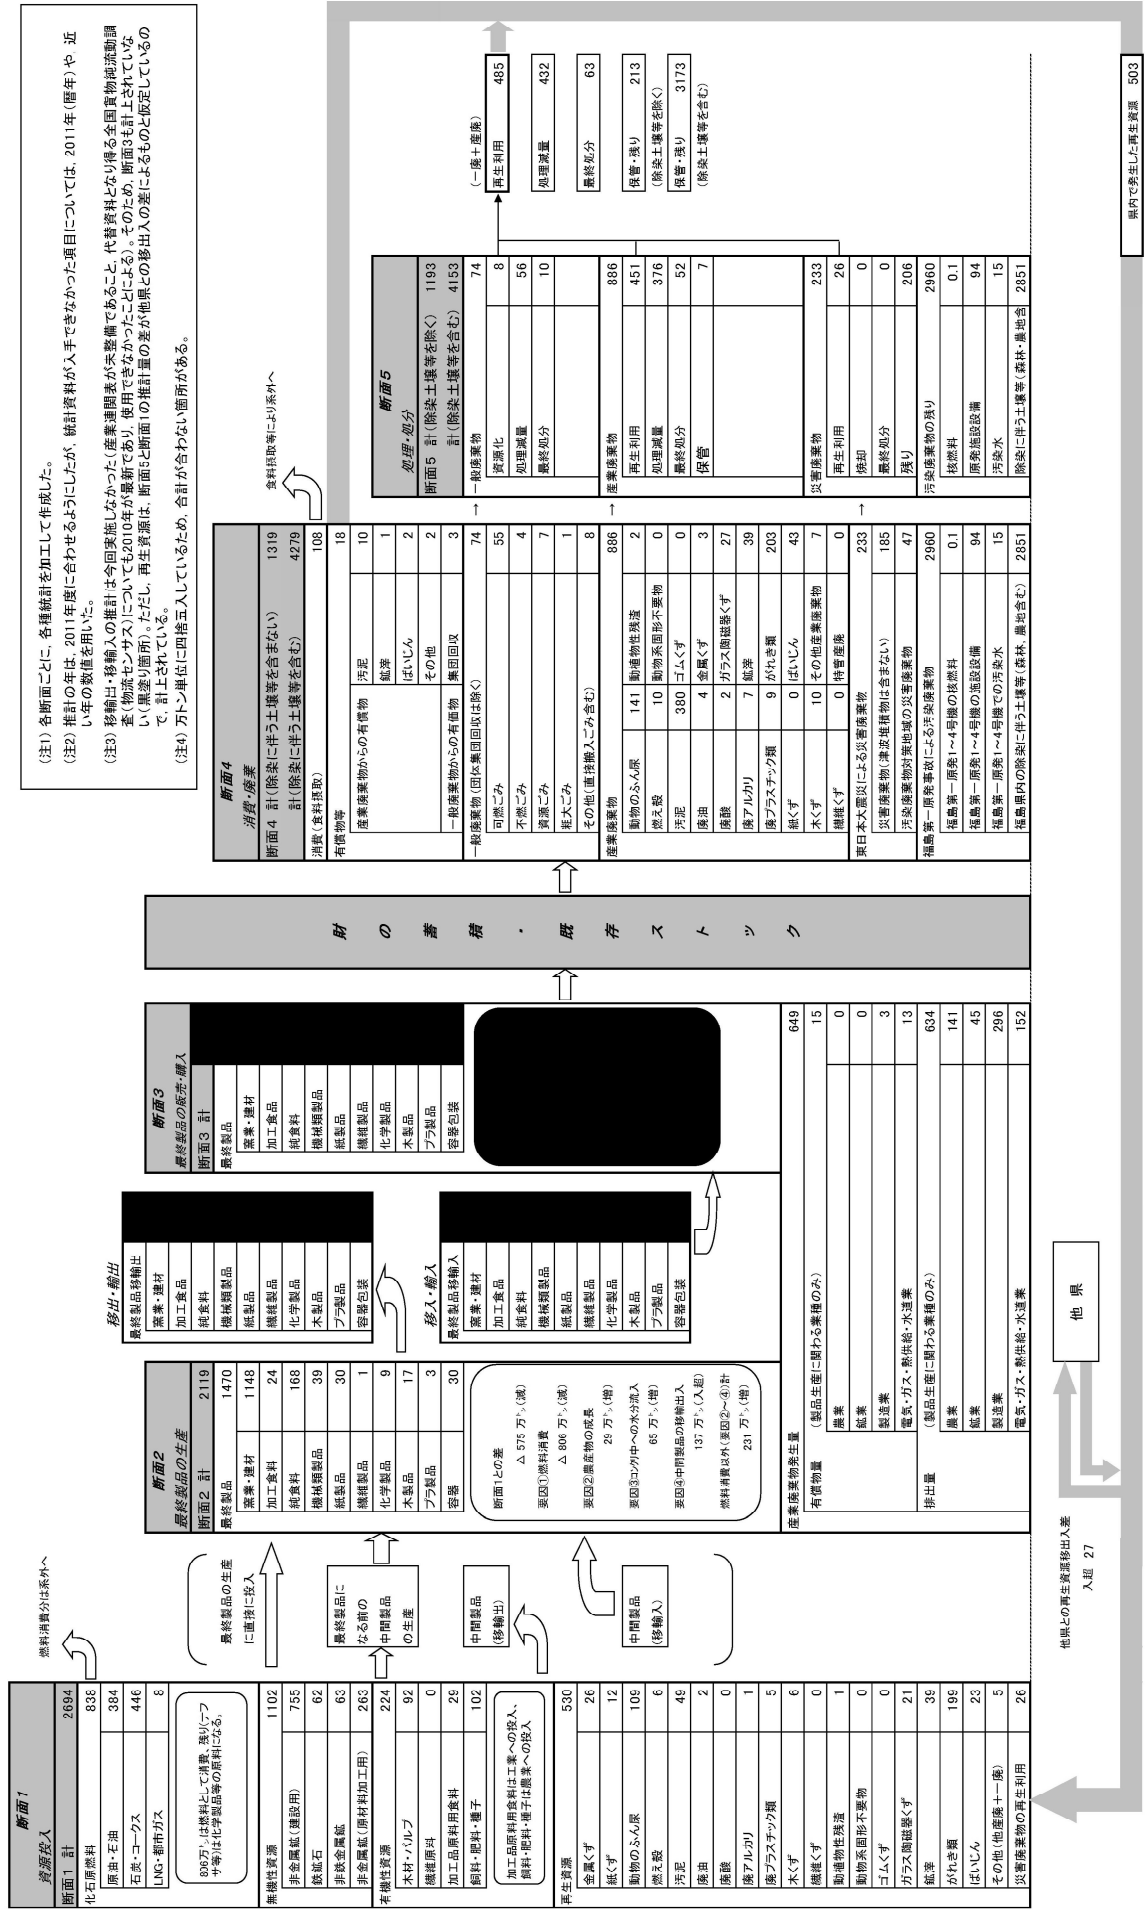 (注1) 各断面ごとに、各種統計を加工して作成した。
(注2) 推計の年は、2011年度に合わせるようにしたが、統計資料が入手できなかった項目については、2011年(暦年)や、近
い年の数値を用いた。
(注3) 移輸出・移輸入の推計は今回実施しなかった(産業連関表が未整備であること、代替資料となり得る全国貨物純流動調
査(物流センサス)についても2010年が最新であり、使用できなかったことによる)。そのため、断面3も計上されていな
い(黒塗り箇所)。ただし、再生資源は、断面5と断面1の推計量の差が他県との移出入の差によるものと仮定しているの
で、計上されている。
(注4) 万トン単位に四捨五入しているため、合計が合わない箇所がある。
断面1
資源投入
断面1 計 2694
化石原燃料 838
原油・石油 384
石炭・コークス 446
LNG・都市ガス 8
燃料消費分は系外へ
806万㌧は燃料として消費、残り(ナフ
サ等)は化学製品等の原料になる。
無機性資源 1102
非金属鉱(建設用) 755
鉄鉱石 62
非鉄金属鉱 63
非金属鉱(原材料加工用) 263
有機性資源 224
木材・パルプ 92
繊維原料 0
加工品原料用食料 29
飼料・肥料・種子 102
加工品原料用食料は工業への投入、
飼料・肥料・種子は農業への投入
再生資源 530
金属くず 26
紙くず 12
動物のふん尿 109
燃え殻 6
汚泥 49
廃油 2
廃酸 0
廃アルカリ 1
廃プラスチック類 5
木くず 6
繊維くず 0
動植物性残渣 1
動物系固形不要物 0
ゴムくず 0
ガラス陶磁器くず 21
鉱滓 39
がれき類 199
ばいじん 23
その他(他産廃+一廃) 5
災害廃棄物の再生利用 26
最終製品の生産
に直接に投入
最終製品に
なる前の
中間製品
の生産
中間製品
(移輸出)
中間製品
(移輸入)
断面2
最終製品の生産
断面2 計 2119
最終製品 1470
窯業・建材 1148
加工食料 24
純食料 168
機械類製品 39
紙製品 30
繊維製品 1
化学製品 9
木製品 17
プラ製品 3
容器 30
断面1との差
△ 575 万㌧(減)
要因①燃料消費
△ 806 万㌧(減)
要因②農産物の成長
29 万㌧(増)
要因③コンクリ中への水分流入
65 万㌧(増)
要因④中間製品の移輸出入
137 万㌧(入超)
燃料消費以外(要因②~④)計
231 万㌧(増)
移出・輸出
最終製品移輸出
窯業・建材
加工食品
純食料
機械類製品
紙製品
繊維製品
化学製品
木製品
プラ製品
容器包装
移入・輸入
最終製品移輸入
窯業・建材
加工食品
純食料
機械類製品
紙製品
繊維製品
化学製品
木製品
プラ製品
容器包装
断面3
最終製品の販売・購入
断面3 計
最終製品
窯業・建材
加工食品
純食料
機械類製品
紙製品
繊維製品
化学製品
木製品
プラ製品
容器包装
産業廃棄物発生量 649
有償物量 (製品生産に関わる業種のみ) 15
農業 0
鉱業 0
製造業 3
電気・ガス・熱供給・水道業 13
排出量 (製品生産に関わる業種のみ) 634
農業 141
鉱業 45
製造業 296
電気・ガス・熱供給・水道業 152
財の蓄積・既存ストック
断面4
消費・廃棄
断面4 計(除染に伴う土壌等を含まない) 1319
計(除染に伴う土壌等を含む) 4279
消費(食料摂取) 108
食料摂取等により系外へ
有償物等 18
産業廃棄物からの有償物 汚泥 10
鉱滓 1
ばいじん 2
その他 2
一般廃棄物からの有価物 集団回収 3
一般廃棄物(団体集団回収は除く) 74
可燃ごみ 55
不燃ごみ 4
資源ごみ 7
粗大ごみ 1
その他(直接搬入ごみ含む) 8
産業廃棄物 886
動物のふん尿 141 動植物性残渣 2
燃え殻 10 動物系固形不要物 0
汚泥 380 ゴムくず 0
廃油 4 金属くず 3
廃酸 2 ガラス陶磁器くず 27
廃アルカリ 7 鉱滓 39
廃プラスチック類 9 がれき類 203
紙くず 0 ばいじん 43
木くず 10 その他産業廃棄物 7
繊維くず 0 特管産廃 0
東日本大震災による災害廃棄物 233
災害廃棄物(津波堆積物は含まない) 185
汚染廃棄物対策地域の災害廃棄物 47
福島第一原発事故による汚染廃棄物 2960
福島第一原発1~4号機の核燃料 0.1
福島第一原発1~4号機の施設設備 94
福島第一原発1~4号機での汚染水 15
福島県内の除染に伴う土壌等(森林、農地含む) 2851
→
→
→
断面5
処理・処分
断面5 計(除染土壌等を除く) 1193
計(除染土壌等を含む) 4153
一般廃棄物 74
資源化 8
処理減量 56
最終処分 10
産業廃棄物 886
再生利用 451
処理減量 376
最終処分 52
保管 7
災害廃棄物 233
再生利用 26
焼却 0
最終処分 0
残り 206
汚染廃棄物の残り 2960
核燃料 0.1
原発施設設備 94
汚染水 15
除染に伴う土壌等(森林・農地含 2851
(一廃+産廃)
再生利用 485
処理減量 432
最終処分 63
保管・残り 213
(除染土壌等を除く)
保管・残り 3173
(除染土壌等を含む)
県内で発生した再生資源 503
他県
他県との再生資源移出入差
入超 27